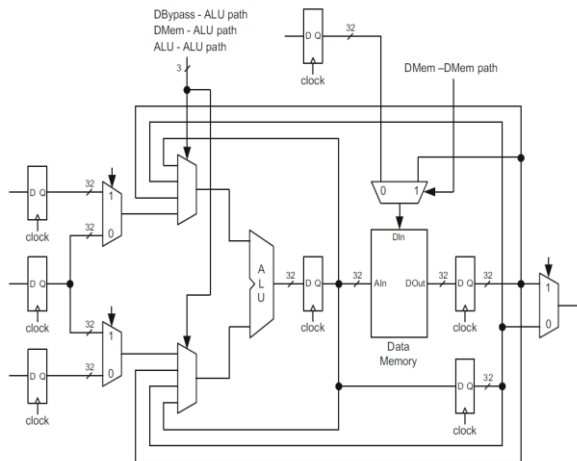 DBypass - ALU path
DMem - ALU path
ALU - ALU path
3
D Q
32
clock
DMem –DMem path
D Q
32
clock
1
0
32
D Q
clock
0 1
DIn
AIn
DOut
Data
Memory
A
L
U
32
D Q
clock
32
32
D Q
clock
32
1
0
32
1
0
D Q
32
clock
D Q
32
clock